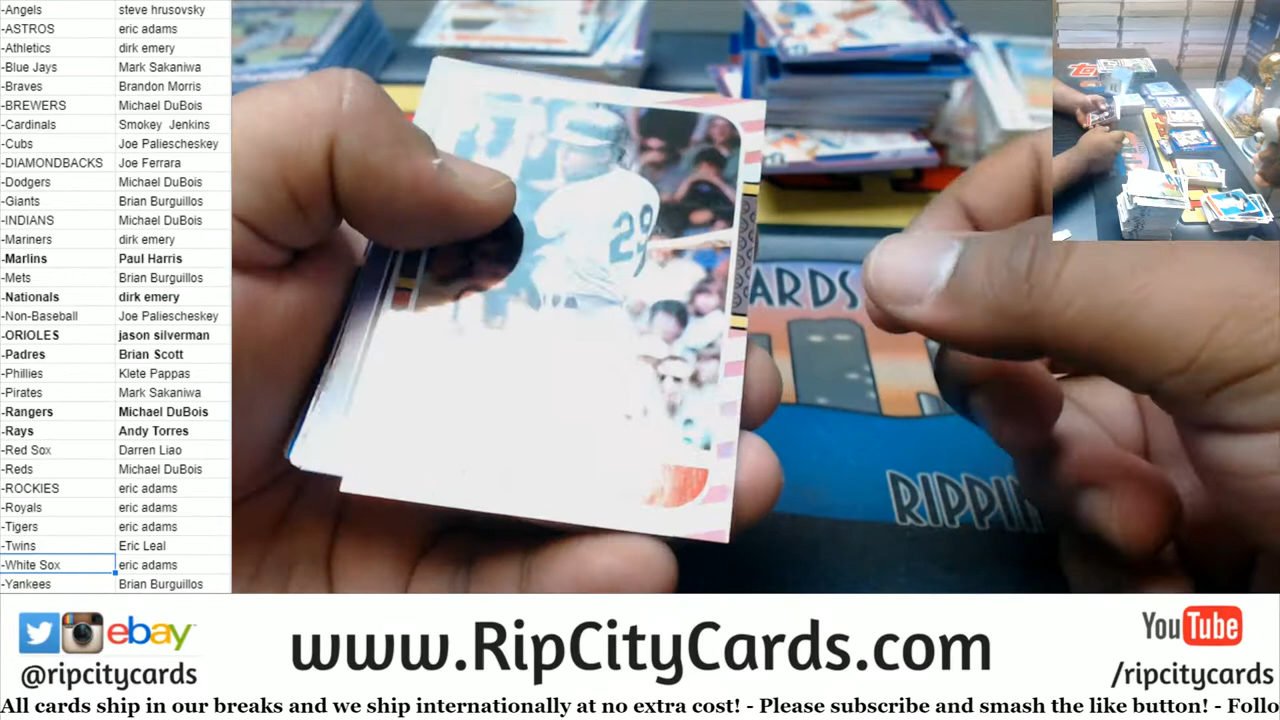 -Angels steve hrusovsky
-ASTROS eric adams
-Athletics dirk emery
-Blue Jays Mark Sakaniwa
-Braves Brandon Morris
-BREWERS Michael DuBois
-Cardinals Smokey Jenkins
-Cubs Joe Paliescheskey
-DIAMONDBACKS Joe Ferrara
-Dodgers Michael DuBois
-Giants Brian Burguillos
-INDIANS Michael DuBois
-Mariners dirk emery
-Marlins Paul Harris
-Mets Brian Burguillos
-Nationals dirk emery
-Non-Baseball Joe Paliescheskey
-ORIOLES jason silverman
-Padres Brian Scott
-Phillies Klete Pappas
-Pirates Mark Sakaniwa
-Rangers Michael DuBois
-Rays Andy Torres
-Red Sox Darren Liao
-Reds Michael DuBois
-ROCKIES eric adams
-Royals eric adams
-Tigers eric adams
-Twins Eric Leal
-White Sox eric adams
-Yankees Brian Burguillos
29
ARDS
RIPPIN
ebay
@ripcitycards
www.RipCityCards.com
YouTube
/ripcitycards
All cards ship in our breaks and we ship internationally at no extra cost! - Please subscribe and smash the like button! - Follo